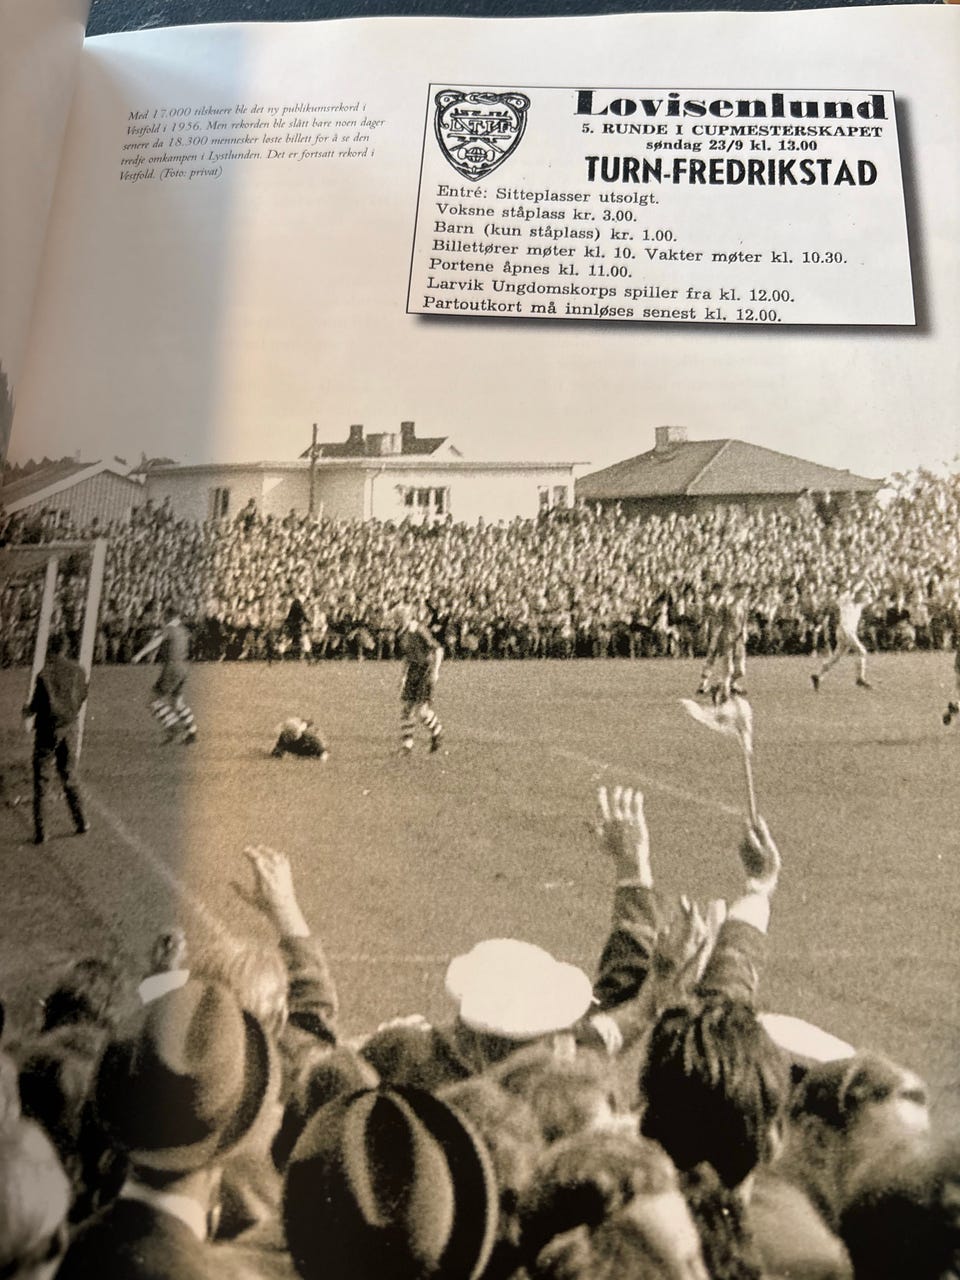 Med 17.000 tilskuere ble det ny publikumsrekord i
Vestfold i 1956. Men rekorden ble slått bare noen dager
senere da 18.300 mennesker løste billett for å se den
tredje omkampen i Lystlunden. Det er fortsatt rekord i
Vestfold. (Foto: privat)
Lovisenlund
5. RUNDE I CUPMESTERSKAPET
søndag 23/9 kl. 13.00
TURN-FREDRIKSTAD
Entré: Sitteplasser utsolgt.
Voksne ståplass kr. 3.00.
Barn (kun ståplass) kr. 1.00.
Billettører møter kl. 10. Vakter møter kl. 10.30.
Portene åpnes kl. 11.00.
Larvik Ungdomskorps spiller fra kl. 12.00.
Partoutkort må innløses senest kl. 12.00.